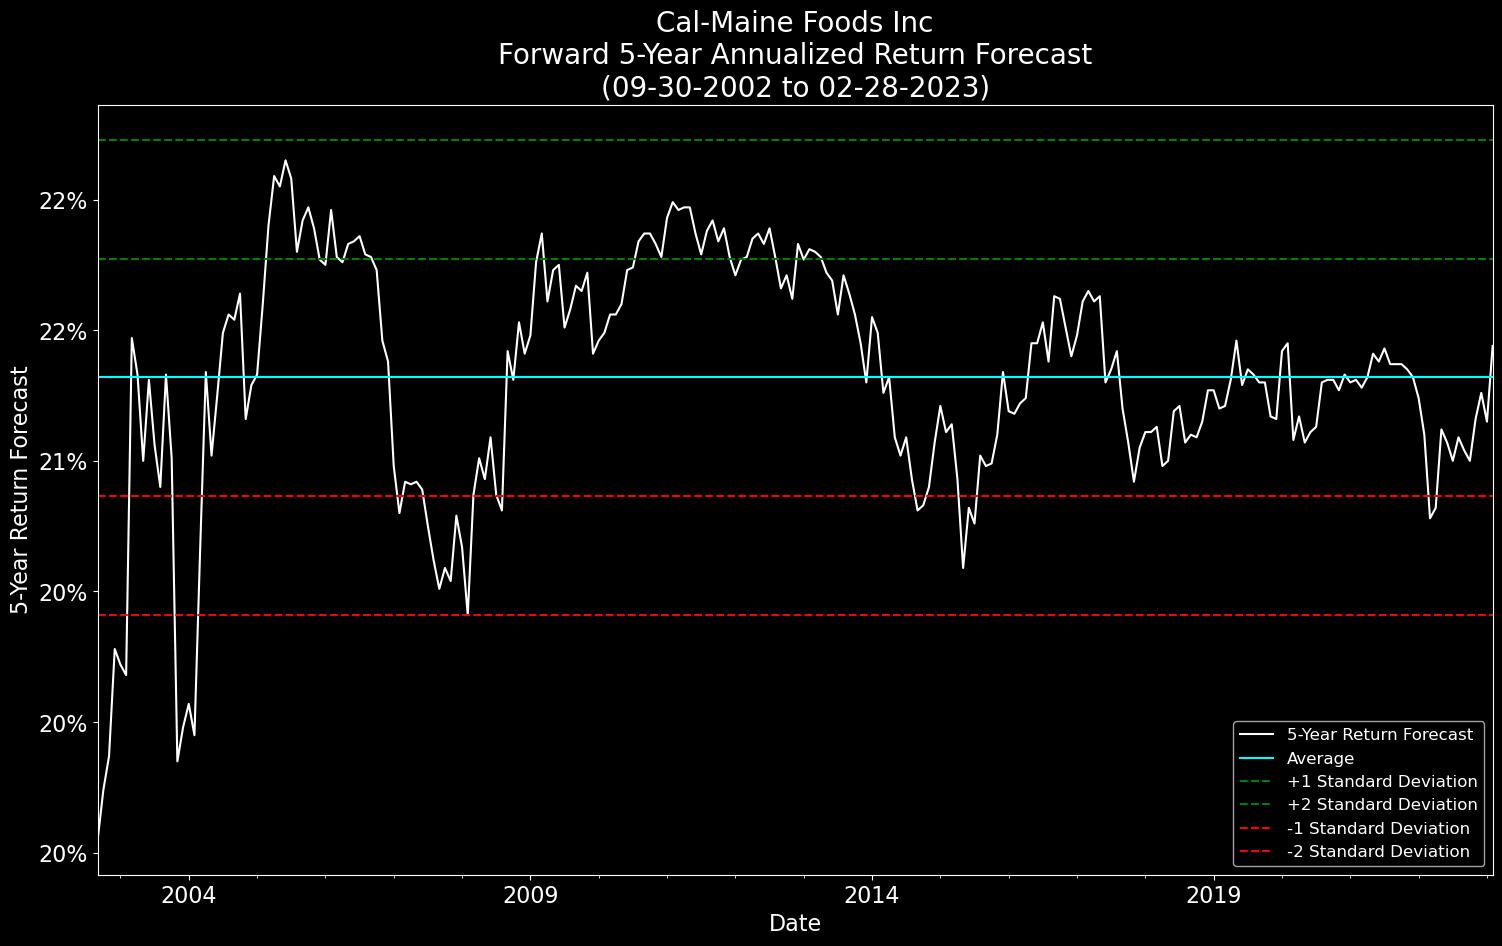 Cal-Maine Foods Inc
Forward 5-Year Annualized Return Forecast
(09-30-2002 to 02-28-2023)
5-Year Return Forecast
22%
22%
21%
20%
20%
20%
2004
2009
2014
2019
Date
5-Year Return Forecast
Average
+1 Standard Deviation
+2 Standard Deviation
-1 Standard Deviation
-2 Standard Deviation